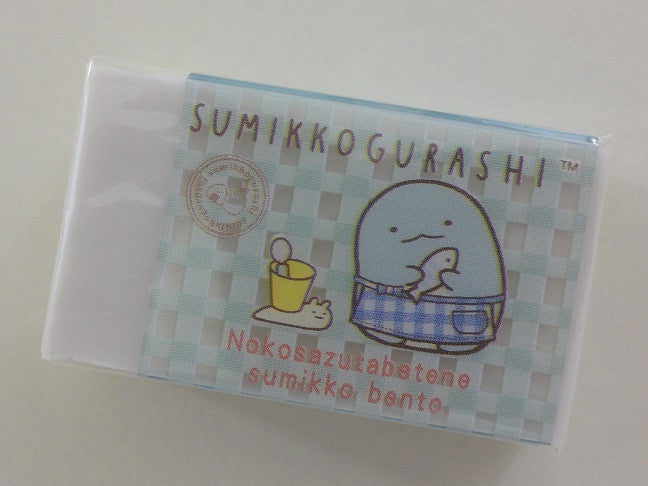 SUMIKKOGURASHI™
Nokosazutabetene
sumikko bento.